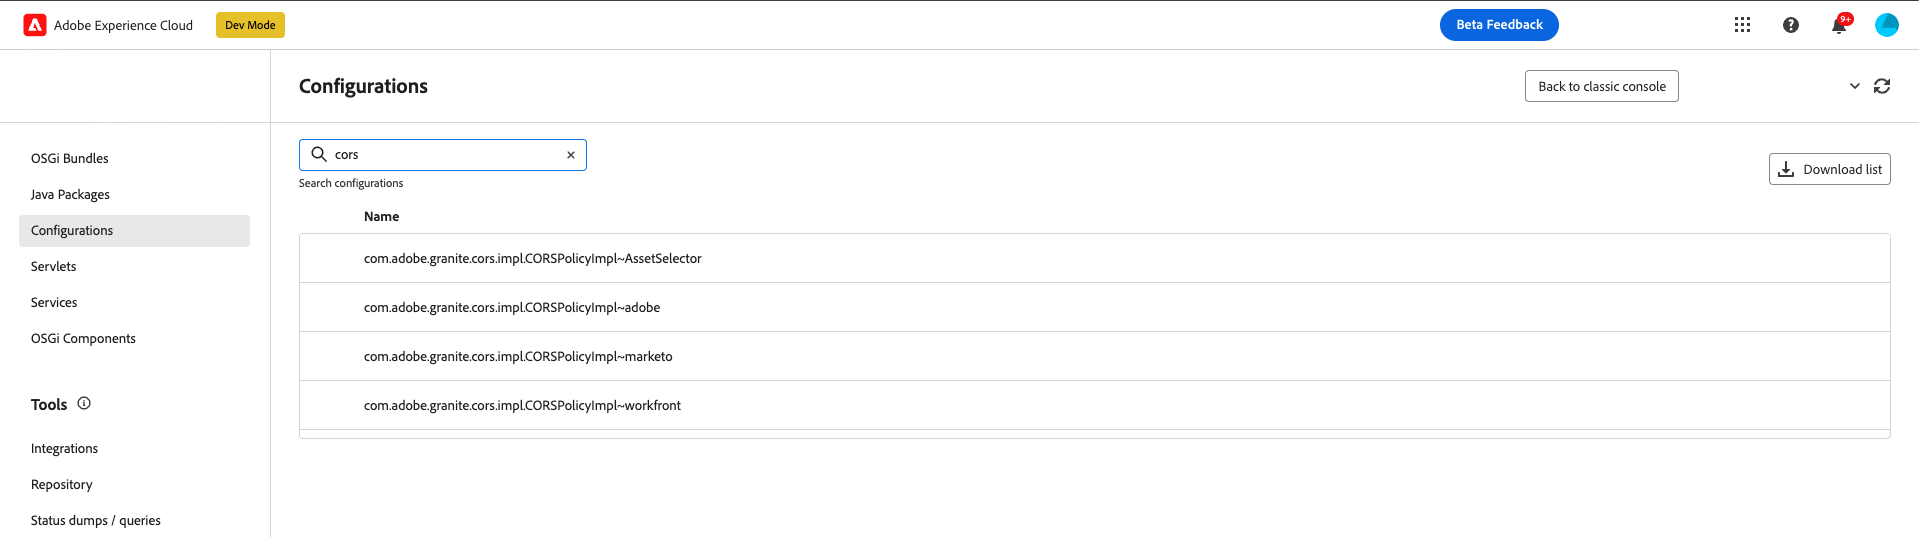 Adobe Experience Cloud Dev Mode Beta Feedback 9+
Configurations Back to classic console
OSGi Bundles
Java Packages
Configurations
Servlets
Services
OSGi Components
Tools
Integrations
Repository
Status dumps / queries
cors
Search configurations
Download list
Name
com.adobe.granite.cors.impl.CORSPolicyImpl~AssetSelector
com.adobe.granite.cors.impl.CORSPolicyImpl~adobe
com.adobe.granite.cors.impl.CORSPolicyImpl~marketo
com.adobe.granite.cors.impl.CORSPolicyImpl~workfront